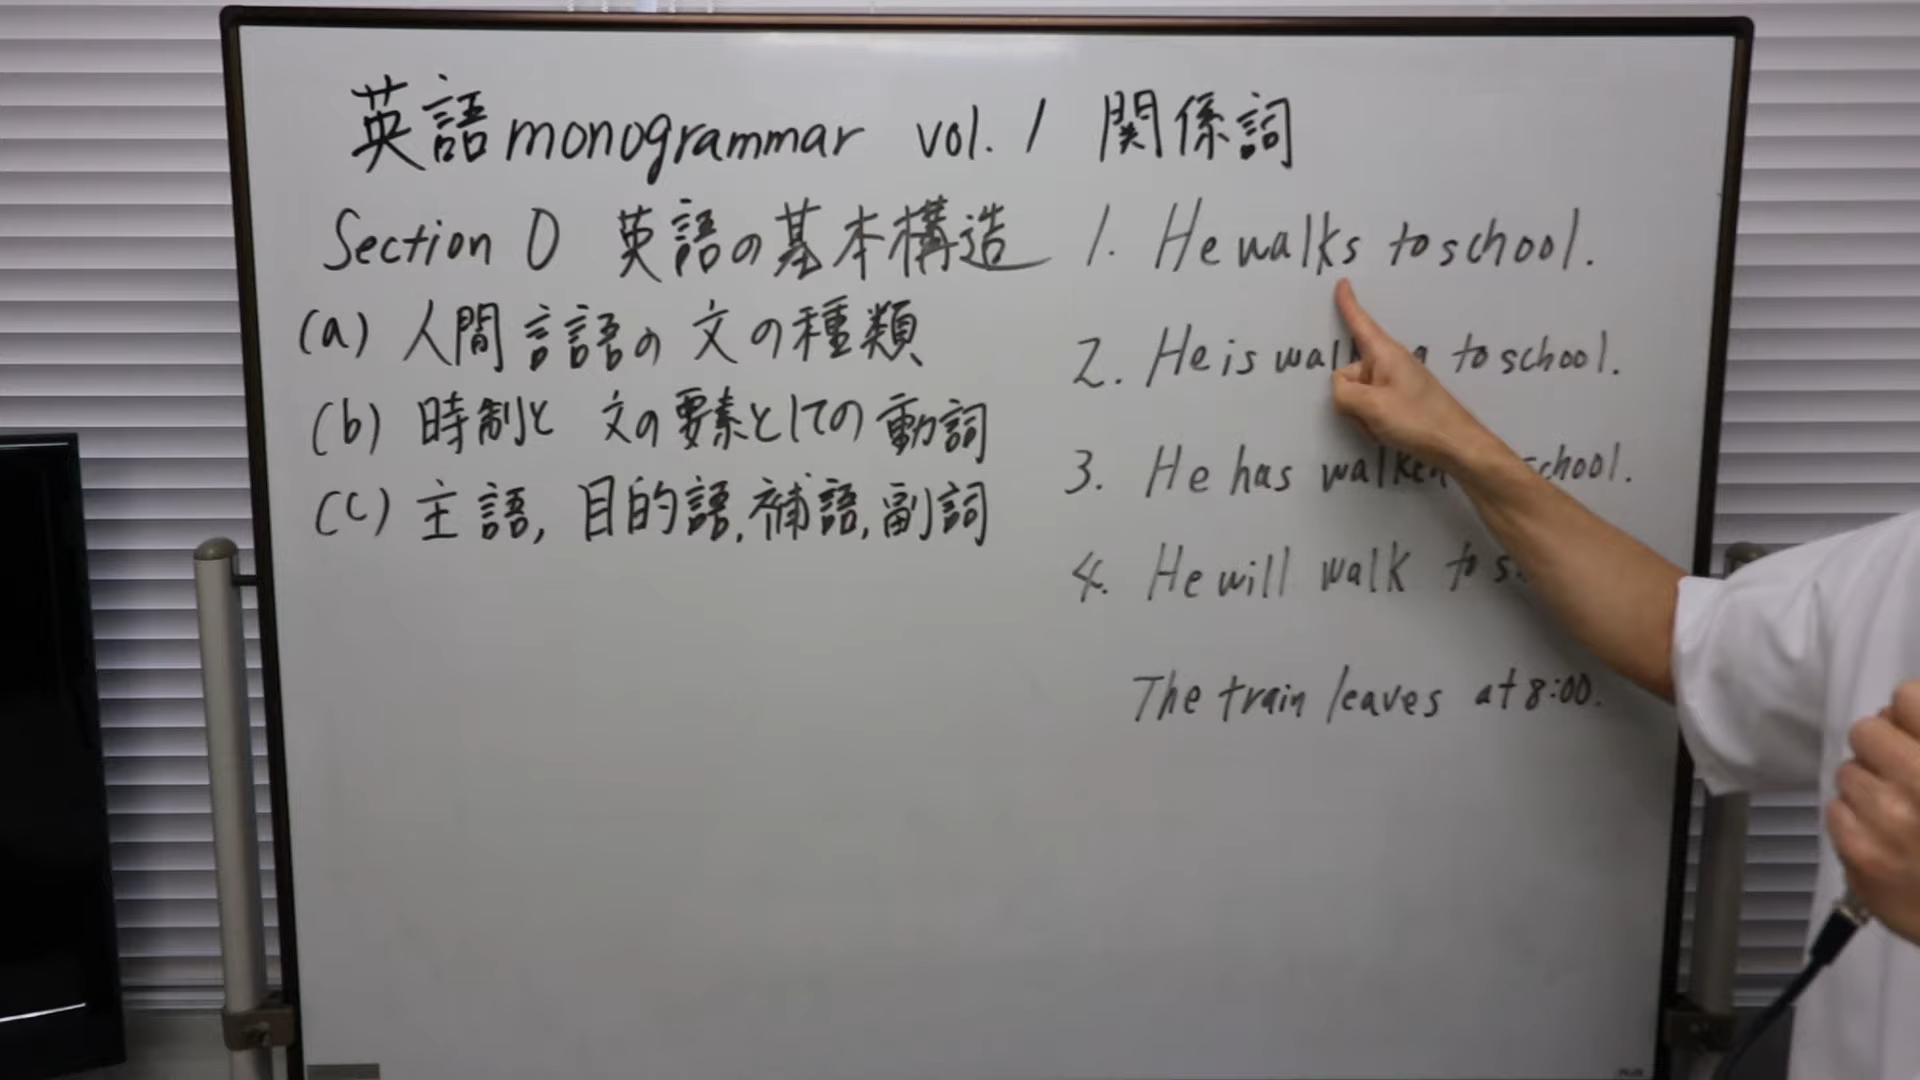 英語monogrammar vol.1 関係詞
Section 0 英語の基本構造
(a) 人間言語の文の種類
(b) 時制と文の要素としての動詞
(c) 主語,目的語,補語,副詞
1. He walks to school.
2. He is to school.
3. He has school.
4. He will walk to
The train leaves at 8:00.